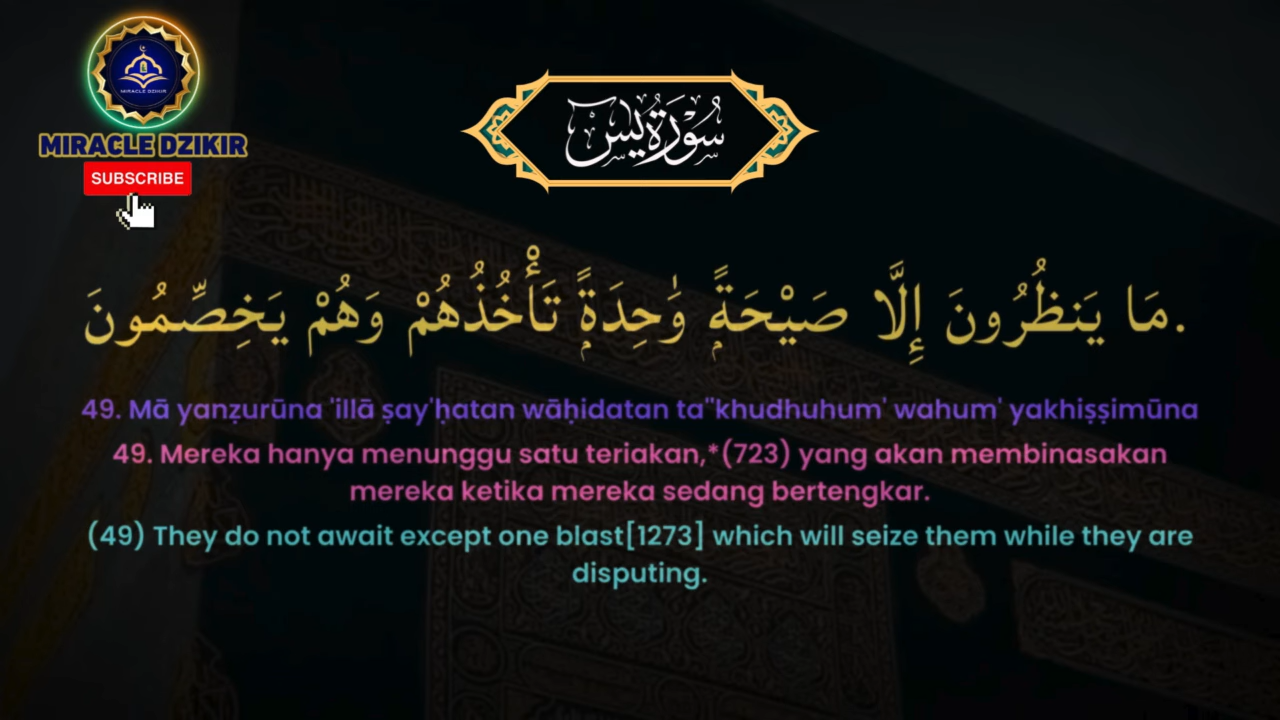 MIRACLE DZIKIR
MIRACLE DZIKIR
SUBSCRIBE
سُوْرَةُ يٰسٓ
مَا يَنظُرُونَ إِلَّا صَيْحَةًۭ وَٰحِدَةًۭ تَأْخُذُهُمْ وَهُمْ يَخِصِّمُونَ.
49. Mā yanẓurūna 'illā ṣay'ḥatan wāḥidatan ta''khudhuhum' wahum' yakhiṣṣimūna
49. Mereka hanya menunggu satu teriakan,*(723) yang akan membinasakan
mereka ketika mereka sedang bertengkar.
(49) They do not await except one blast[1273] which will seize them while they are
disputing.